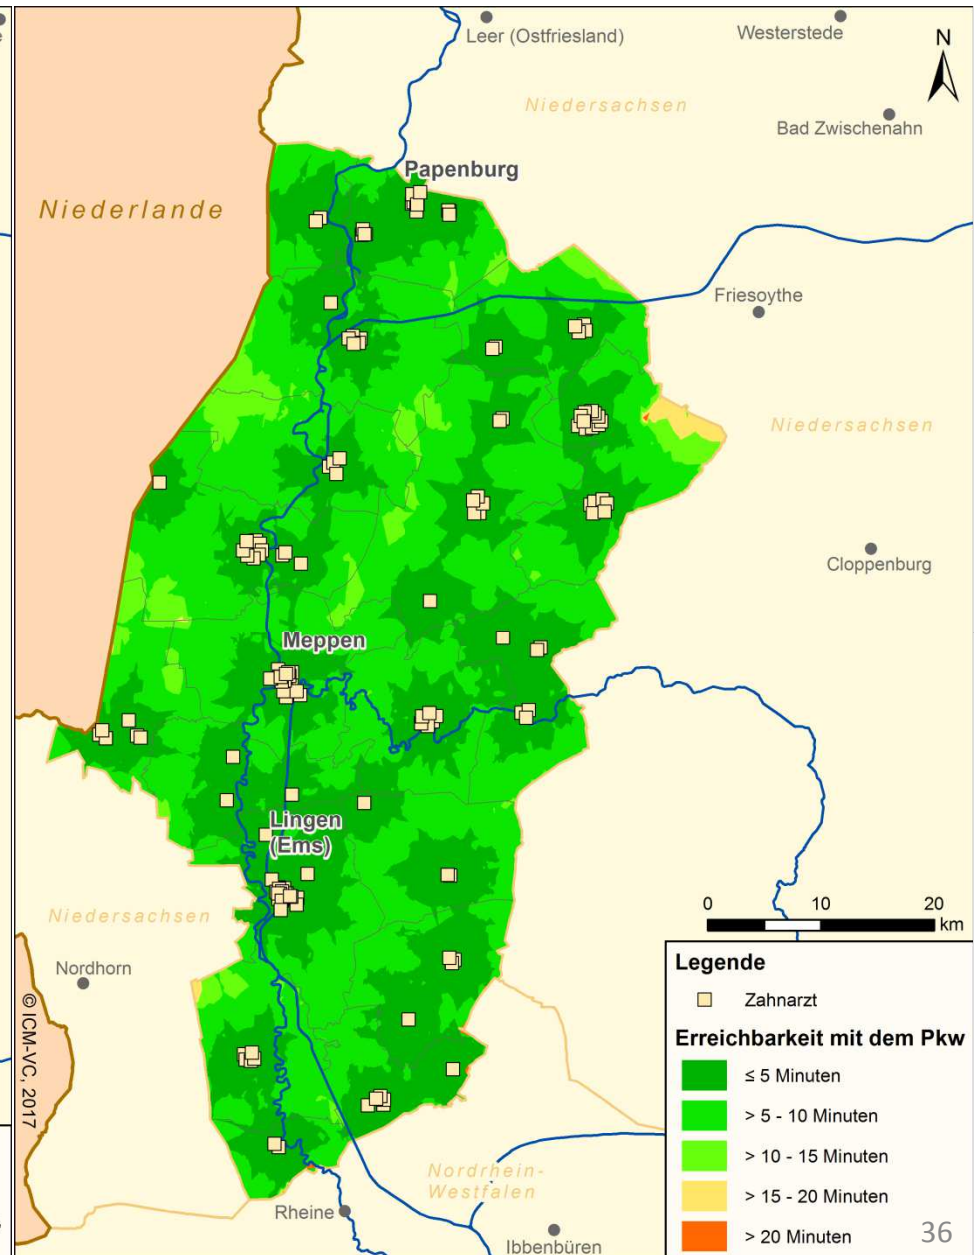 e
Leer (Ostfriesland)
Westerstede
N
Niedersachsen
Bad Zwischenahn
Papenburg
Niederlande
Friesoythe
Niedersachsen
Cloppenburg
Meppen
Lingen
(Ems)
0 10 20
km
Niedersachsen
Nordhorn
© ICM-VC, 2017
Legende
Zahnarzt
Erreichbarkeit mit dem Pkw
≤ 5 Minuten
> 5 - 10 Minuten
> 10 - 15 Minuten
> 15 - 20 Minuten
> 20 Minuten
Nordrhein-
Westfalen
Rheine
Ibbenbüren
36